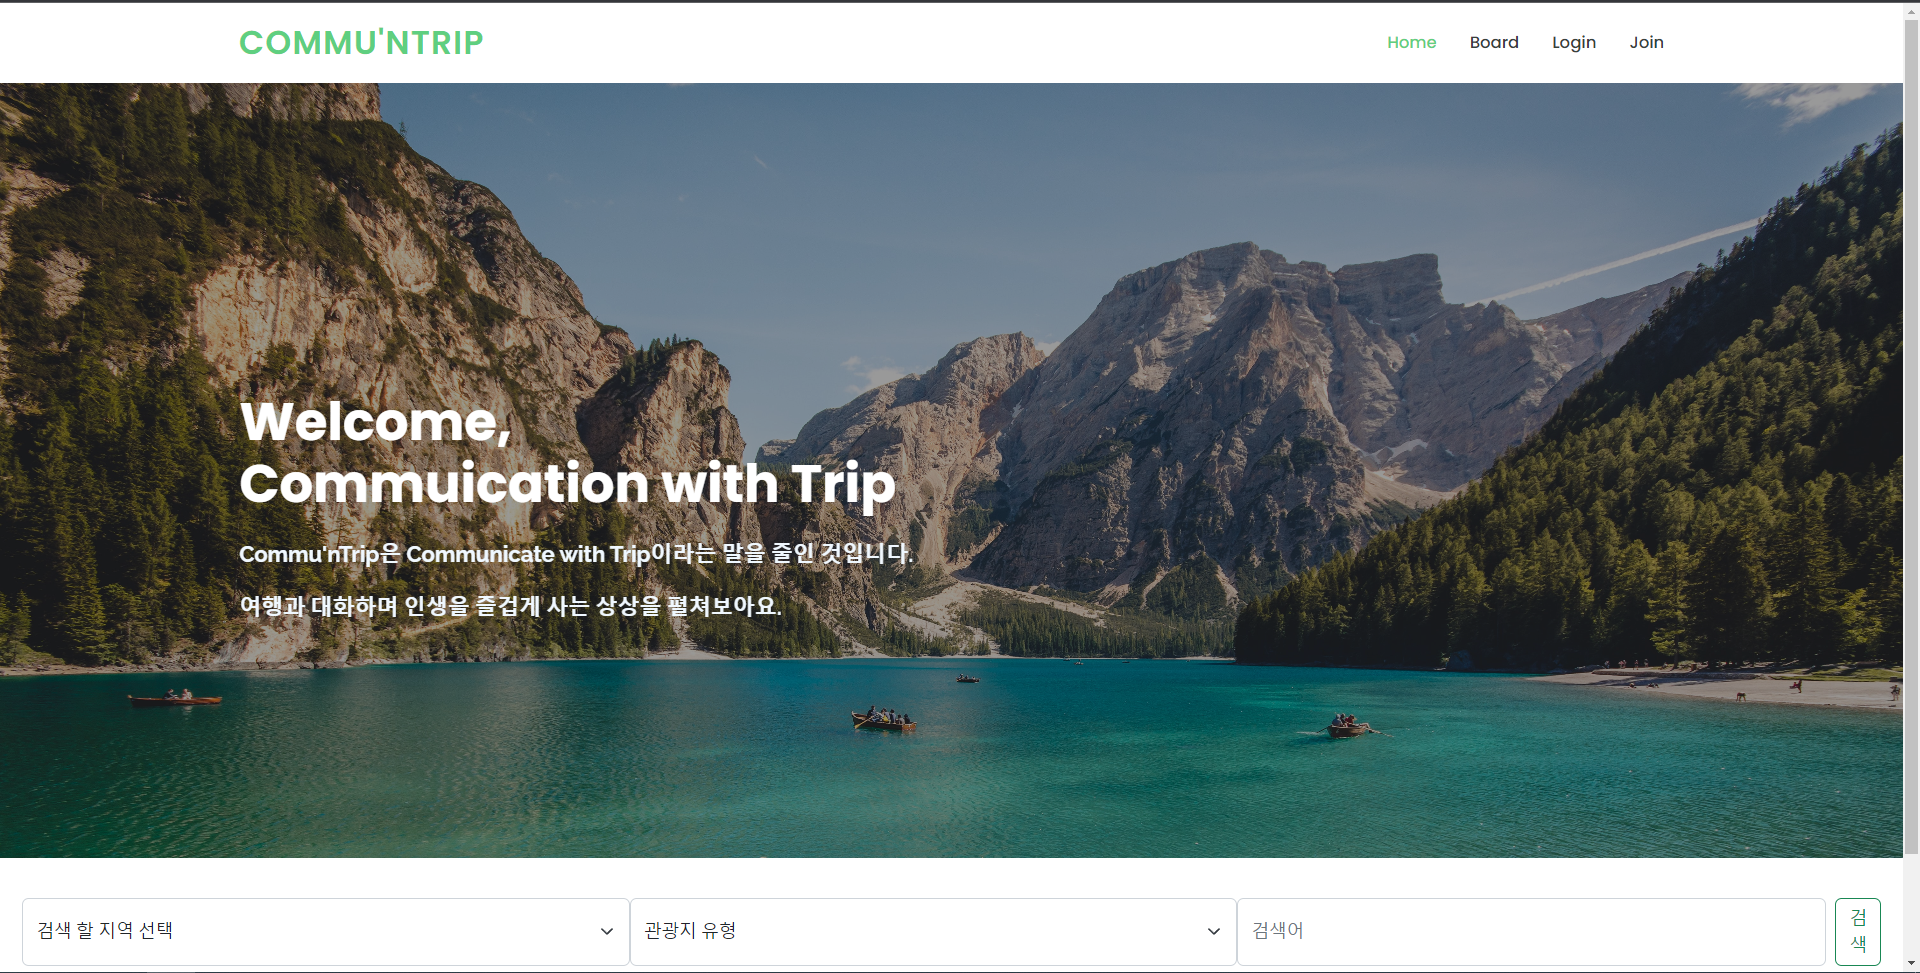 COMMU'NTRIP
Home Board Login Join
Welcome,
Commuication with Trip
Commu'nTrip은 Communicate with Trip이라는 말을 줄인 것입니다.
여행과 대화하며 인생을 즐겁게 사는 상상을 펼쳐보아요.
검색 할 지역 선택 관광지 유형 검색어 검
색